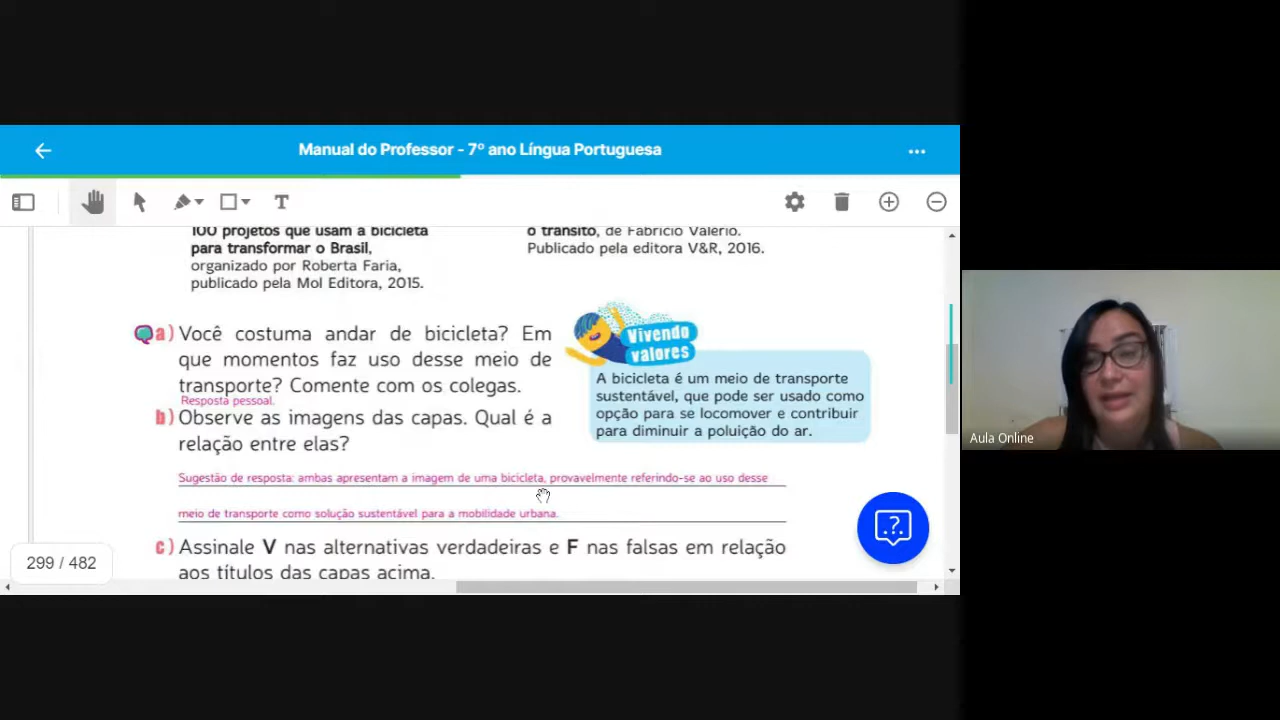 Manual do Professor - 7º ano Língua Portuguesa
T
100 projetos que usam a bicicleta
para transformar o Brasil,
organizado por Roberta Faria,
publicado pela Mol Editora, 2015.
o trânsito, de Fabrício Valério.
Publicado pela editora V&R, 2016.
a) Você costuma andar de bicicleta? Em
que momentos faz uso desse meio de
transporte? Comente com os colegas.
Resposta pessoal.
b) Observe as imagens das capas. Qual é a
relação entre elas?
Vivendo
valores
A bicicleta é um meio de transporte
sustentável, que pode ser usado como
opção para se locomover e contribuir
para diminuir a poluição do ar.
Sugestão de resposta: ambas apresentam a imagem de uma bicicleta, provavelmente referindo-se ao uso desse
meio de transporte como solução sustentável para a mobilidade urbana.
c) Assinale V nas alternativas verdadeiras e F nas falsas em relação
aos títulos das capas acima.
299 / 482
.?.
Aula Online